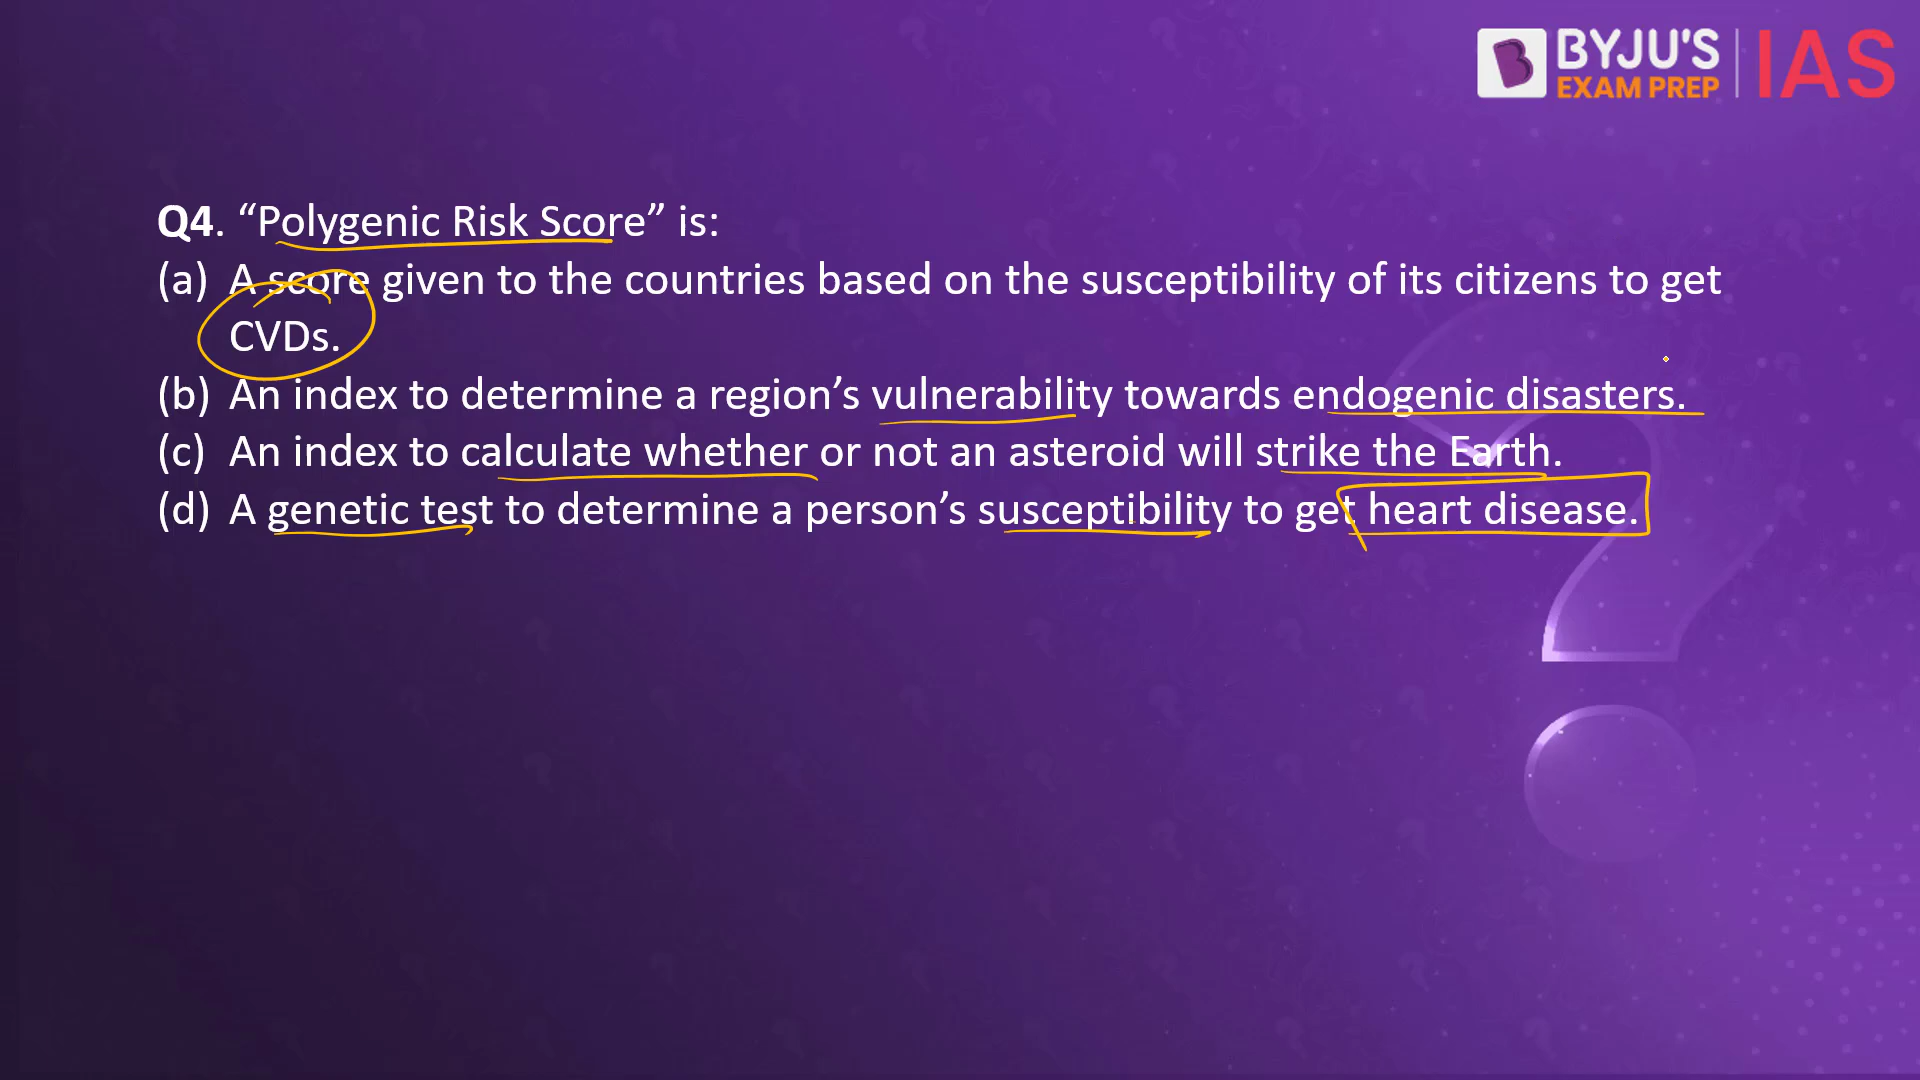 BYJU'S
EXAM PREP
IAS
Q4. “Polygenic Risk Score” is:
(a) A score given to the countries based on the susceptibility of its citizens to get
CVDs.
(b) An index to determine a region’s vulnerability towards endogenic disasters.
(c) An index to calculate whether or not an asteroid will strike the Earth.
(d) A genetic test to determine a person’s susceptibility to get heart disease.